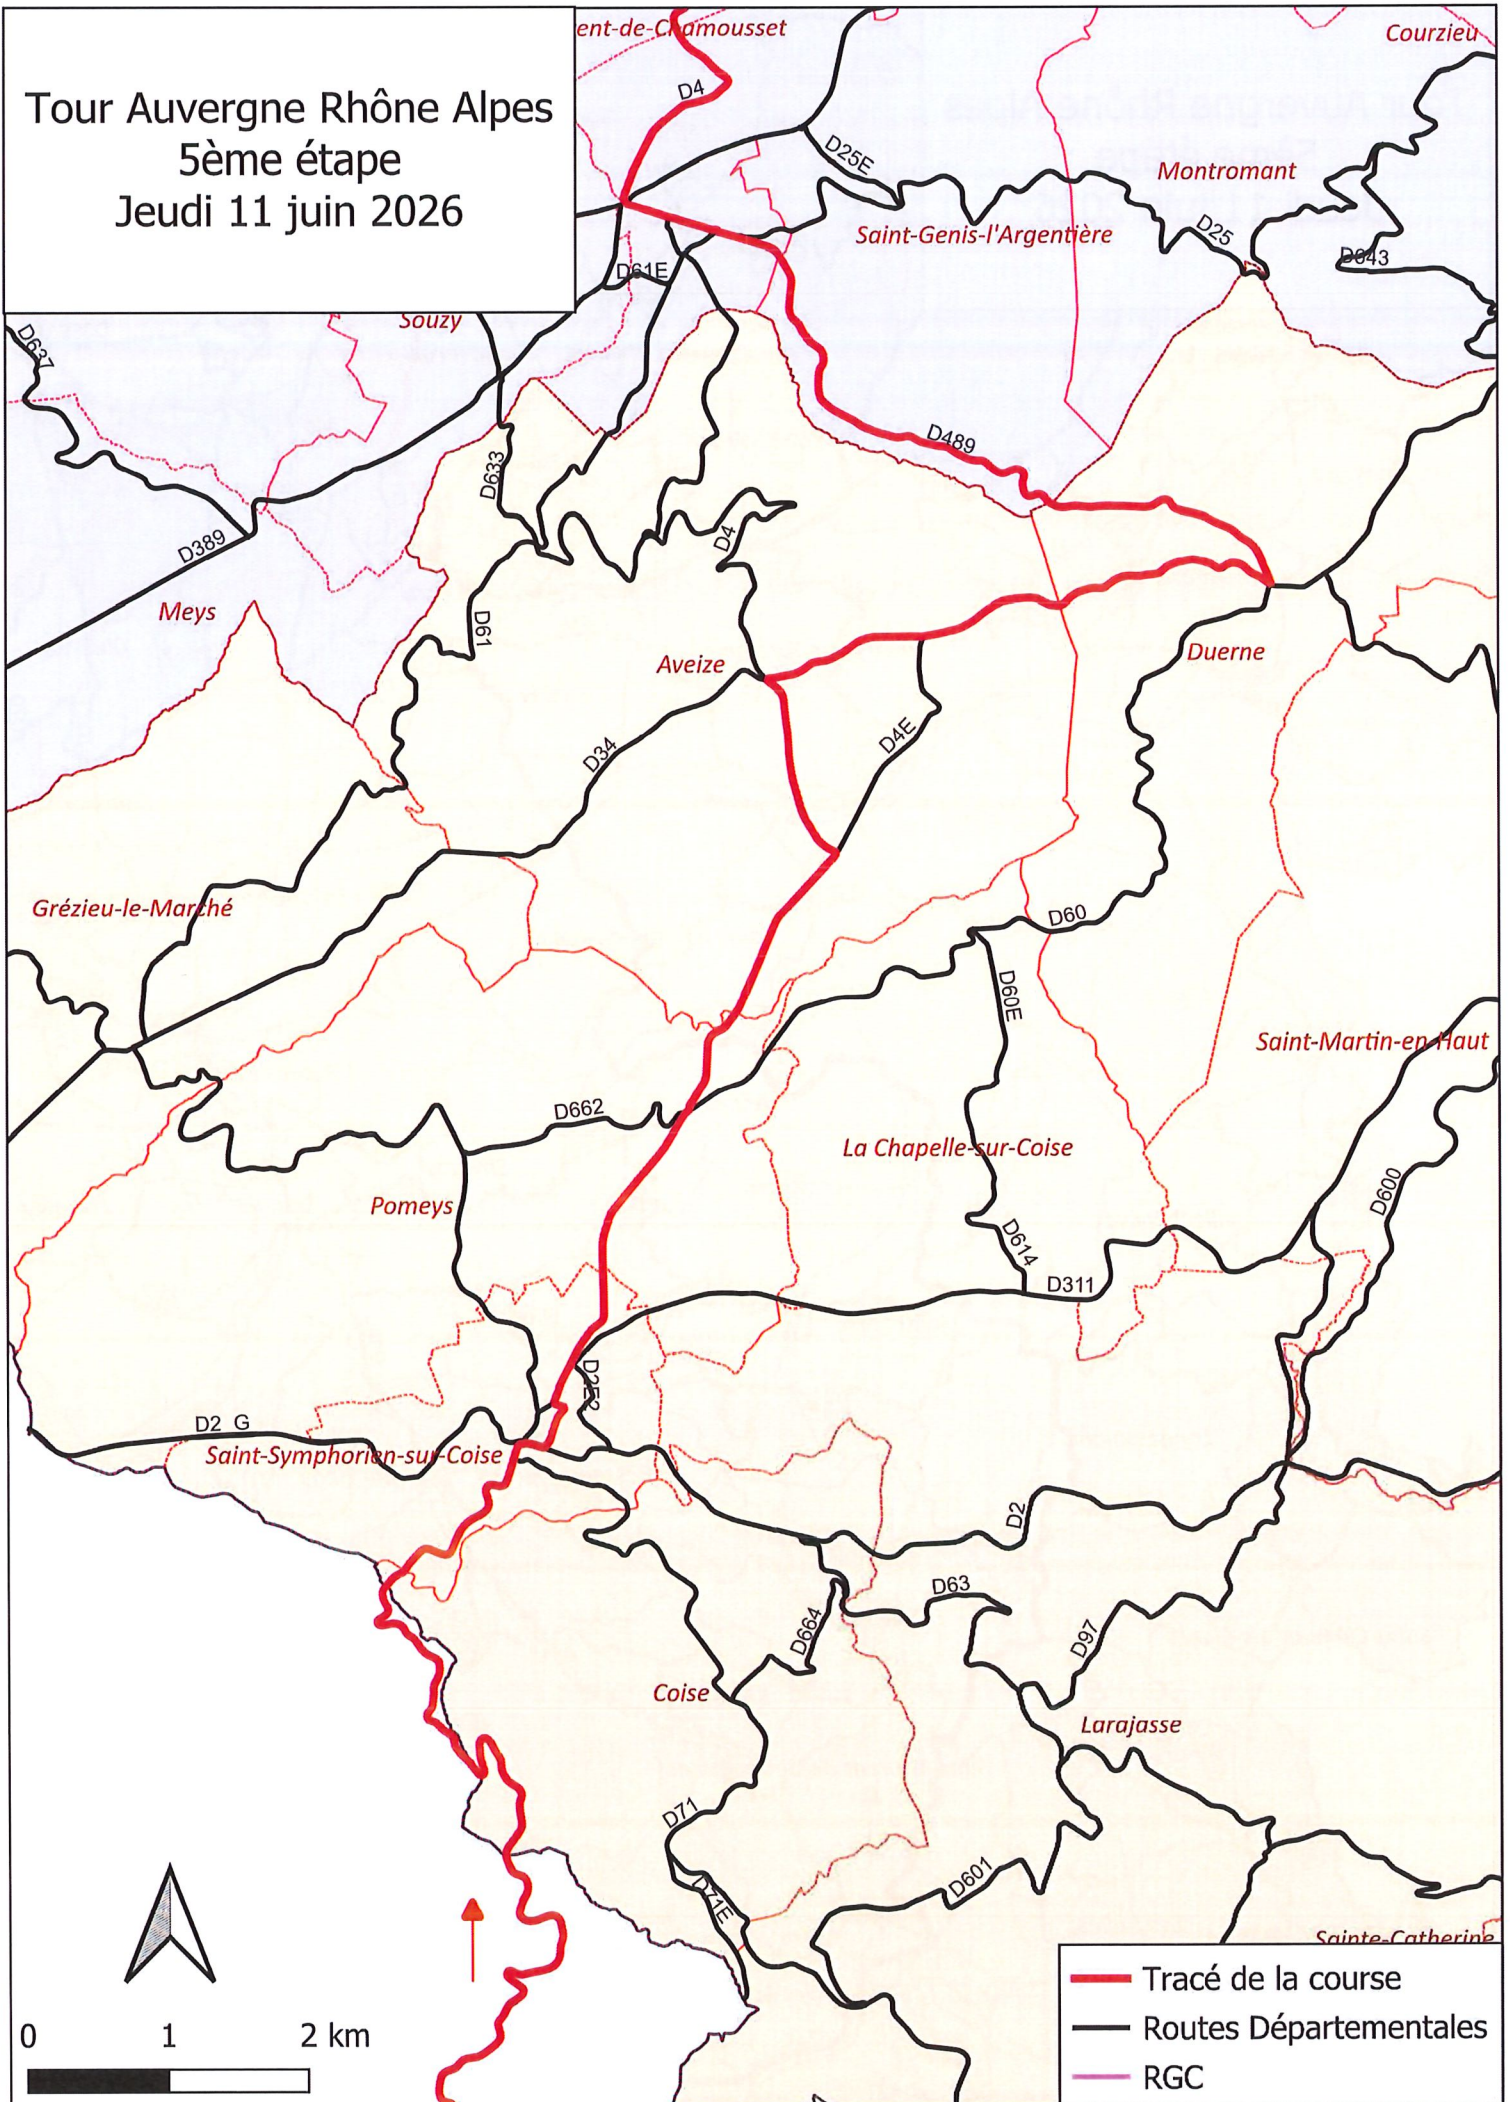 Tour Auvergne Rhône Alpes
5ème étape
Jeudi 11 juin 2026
ent-de-Chamousset
Courzieu
D4
D25E
Montromant
Saint-Genis-l'Argentière
D25
D643
D61E
Souzy
D637
D489
D633
D389
D4
Meys
D61
Aveize
Duerne
D34
D4E
Grézieu-le-Marché
D60
D60E
Saint-Martin-en-Haut
D662
La Chapelle-sur-Coise
Pomeys
D600
D614
D311
D2E2
D2 G
Saint-Symphorien-sur-Coise
D2
D63
D664
D97
Coise
Larajasse
D71
D601
D71E
Sainte-Catherine
0 1 2 km
Tracé de la course
Routes Départementales
RGC